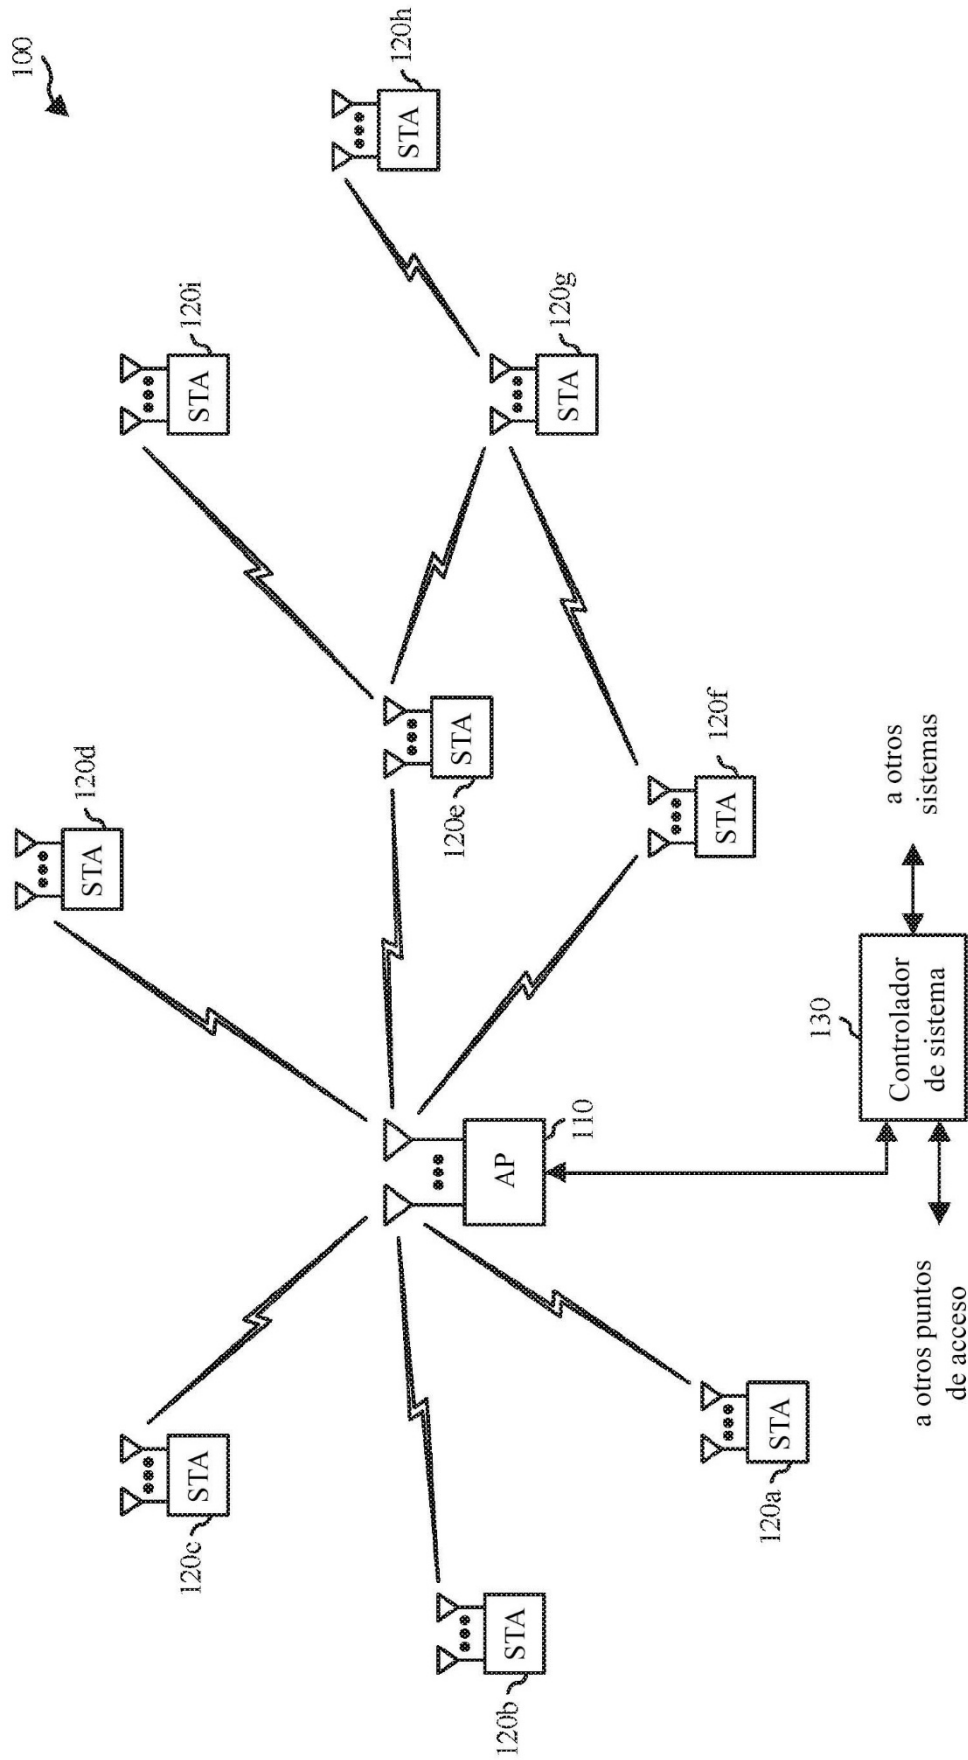 100
STA
120h
STA
120i
STA
120g
STA
120d
STA
120e
STA
120f
AP
110
STA
120c
STA
120b
STA
120a
130
Controlador
de sistema
a otros
sistemas
a otros puntos
de acceso